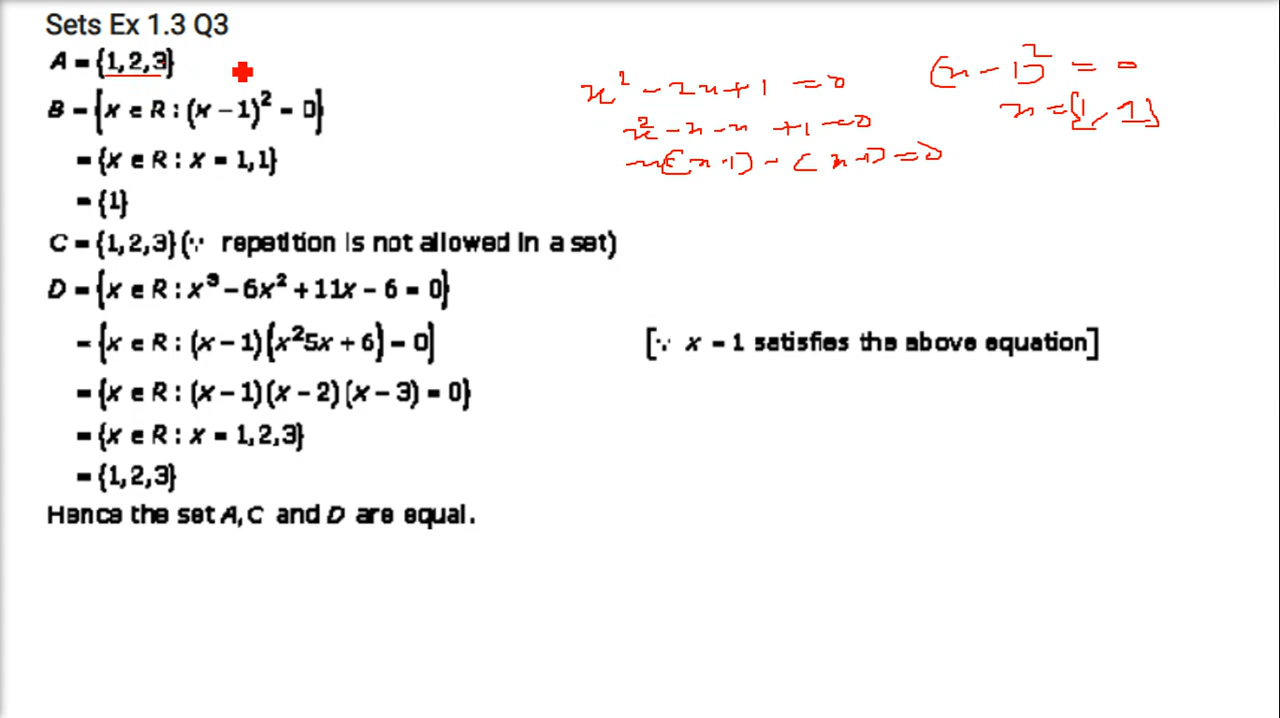 Sets Ex 1.3 Q3
A = {1,2,3}
B = {x ∈ R : (x − 1)² = 0}
= {x ∈ R : x = 1,1}
= {1}
C = {1,2,3} (∵ repetition is not allowed in a set)
D = {x ∈ R : x³ − 6x² + 11x − 6 = 0}
= {x ∈ R : (x − 1)(x²5x + 6) = 0} [∵ x = 1 satisfies the above equation]
= {x ∈ R : (x − 1)(x − 2)(x − 3) = 0}
= {x ∈ R : x = 1,2,3}
= {1,2,3}
Hence the set A, C and D are equal.
x² − 2x + 1 = 0
x² − x − x + 1 = 0
x(x − 1) − (x − 1) = 0
(x − 1)² = 0
x = {1, 1}